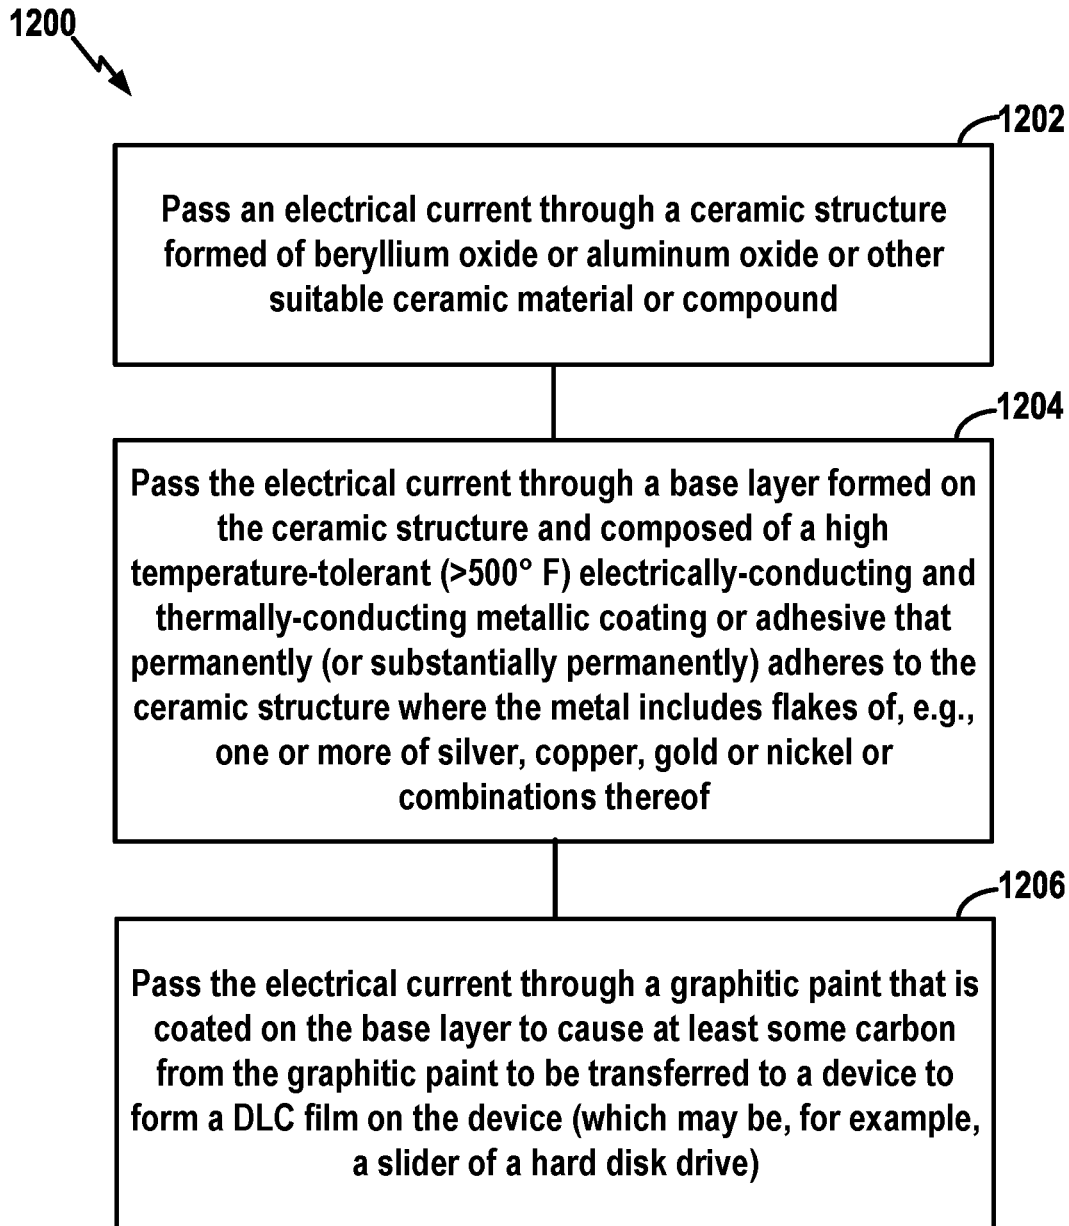 1200
1202
Pass an electrical current through a ceramic structure
formed of beryllium oxide or aluminum oxide or other
suitable ceramic material or compound
1204
Pass the electrical current through a base layer formed on
the ceramic structure and composed of a high
temperature-tolerant (>500° F) electrically-conducting and
thermally-conducting metallic coating or adhesive that
permanently (or substantially permanently) adheres to the
ceramic structure where the metal includes flakes of, e.g.,
one or more of silver, copper, gold or nickel or
combinations thereof
1206
Pass the electrical current through a graphitic paint that is
coated on the base layer to cause at least some carbon
from the graphitic paint to be transferred to a device to
form a DLC film on the device (which may be, for example,
a slider of a hard disk drive)